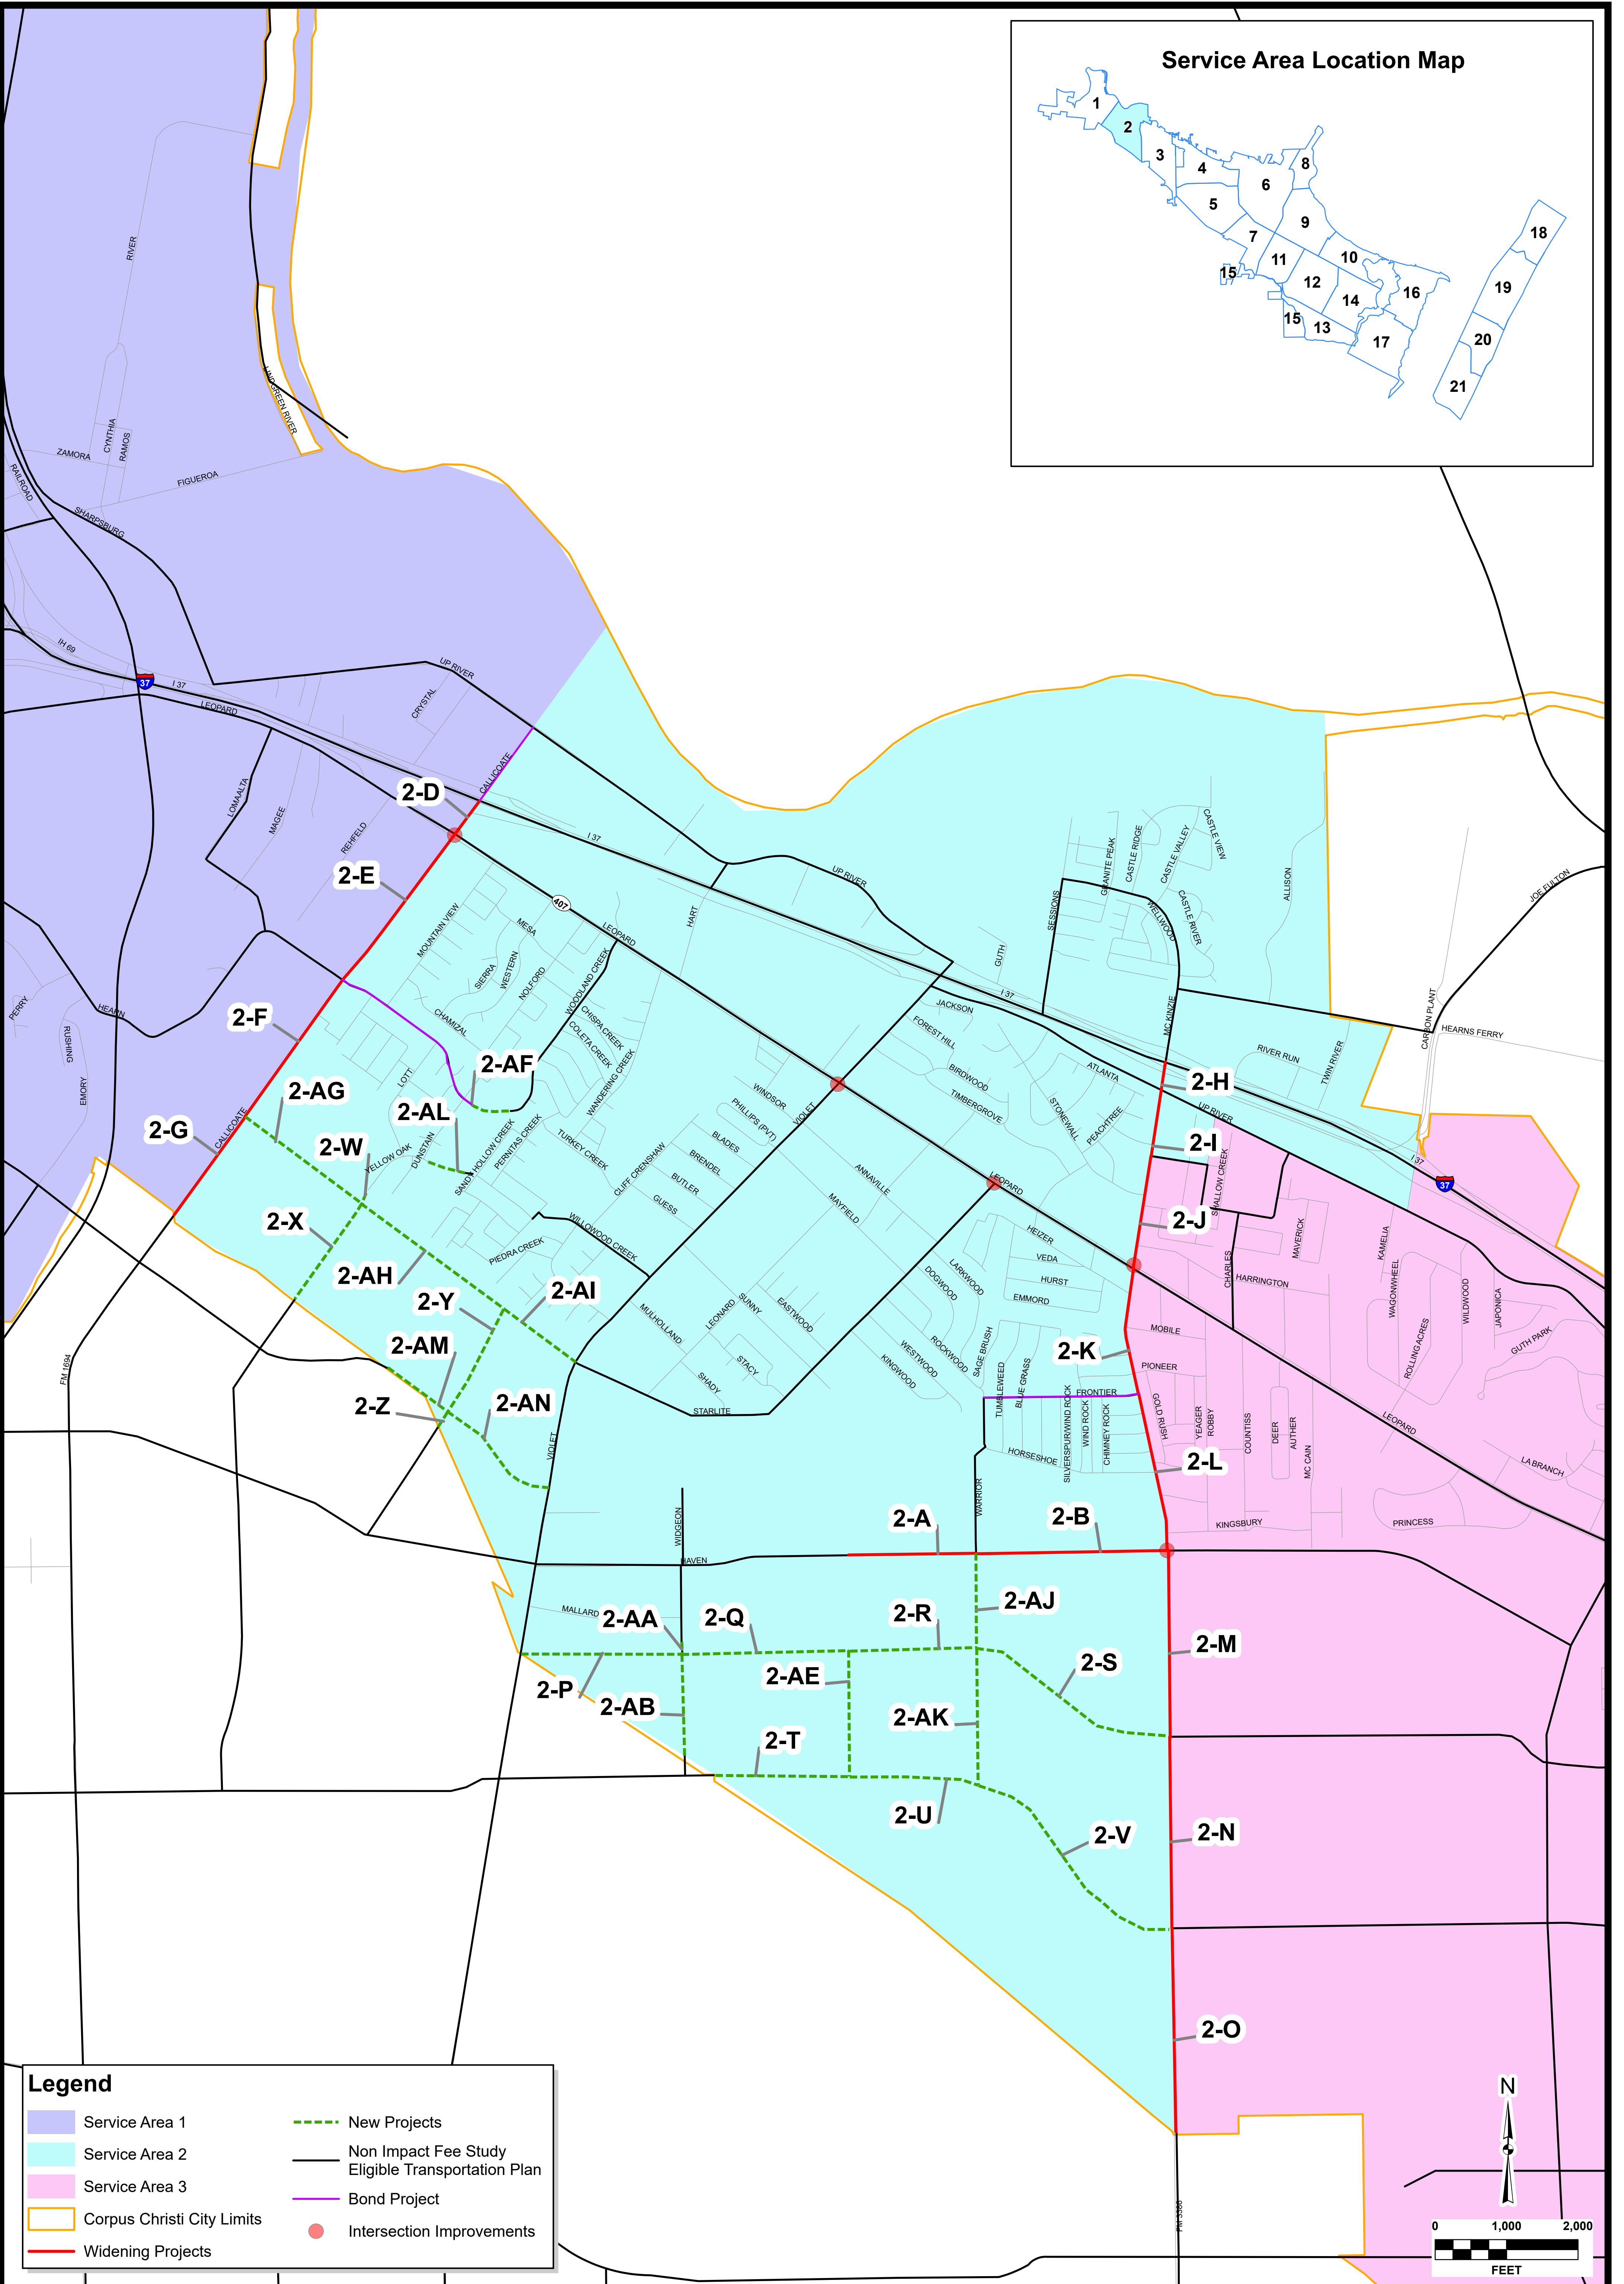 Service Area Location Map
1
2
3
4
5
6
7
8
9
10
11
12
13
14
15
15
16
17
18
19
20
21
RIVER
LINDGREEN RIVER
ZAMORA
CYNTHIA
RAMOS
FIGUEROA
RAILROAD
SHARPSBURG
IH 69
37
I 37
LEOPARD
UP RIVER
CRYSTAL
CALLICOATE
LOMA ALTA
MAGEE
REHFELD
2-D
2-E
I 37
407
LEOPARD
HART
UP RIVER
MOUNTAIN VIEW
MESA
SIERRA
WESTERN
NOLFORD
WOODLAND CREEK
CHISPA CREEK
COLETA CREEK
WANDERING CREEK
CHAMIZAL
GRANITE PEAK
CASTLE RIDGE
CASTLE VALLEY
CASTLE VIEW
CASTLE RIVER
WELLWOOD
SESSIONS
ALLISON
GUTH
JOE FULTON
PERRY
HEARN
RUSHING
EMORY
2-F
I 37
MC KINZIE
HEARNS FERRY
CARBON PLANT
RIVER RUN
TWIN RIVER
JACKSON
FOREST HILL
BIRDWOOD
TIMBERGROVE
ATLANTA
STONEWALL
PEACHTREE
2-H
UP RIVER
2-AF
LOTT
2-AG
2-AL
2-G
CALLICOATE
2-W
YELLOW OAK
DUNSTAIN
SANDY HOLLOW CREEK
PERNITAS CREEK
TURKEY CREEK
WINDSOR
PHILLIPS (PVT)
VIOLET
BLADES
BRENDEL
BUTLER
CLIFF CRENSHAW
GUESS
ANNAVILLE
MAYFIELD
LEOPARD
2-I
SHALLOW CREEK
I 37
37
2-X
2-AH
PIEDRA CREEK
WILLOWOOD CREEK
2-J
HEIZER
VEDA
HURST
EMMORD
LARKWOOD
DOGWOOD
CHARLES
HARRINGTON
MAVERICK
KAMELIA
WAGONWHEEL
WILDWOOD
JAPONICA
ROLLING ACRES
GUTH PARK
2-Y
2-AI
MULHOLLAND
LEONARD
SUNNY
EASTWOOD
STACY
SHADY
STARLITE
2-AM
2-Z
2-AN
FM 1694
VIOLET
KINGWOOD
WESTWOOD
ROCKWOOD
SAGE BRUSH
TUMBLEWEED
BLUE GRASS
2-K
MOBILE
PIONEER
FRONTIER
SILVERSPUR/WIND ROCK
WIND ROCK
CHIMNEY ROCK
HORSESHOE
GOLD RUSH
YEAGER
ROBBY
COUNTISS
DEER
AUTHER
MC CAIN
LEOPARD
LA BRANCH
PRINCESS
KINGSBURY
2-L
WIDGEON
WARRIOR
2-A
2-B
HAVEN
MALLARD
2-AA
2-Q
2-R
2-AJ
2-M
2-S
2-P
2-AB
2-AE
2-AK
2-T
2-U
2-V
2-N
2-O
FM 3386
Legend
Service Area 1
Service Area 2
Service Area 3
Corpus Christi City Limits
Widening Projects
New Projects
Non Impact Fee Study
Eligible Transportation Plan
Bond Project
Intersection Improvements
N
0 1,000 2,000
FEET